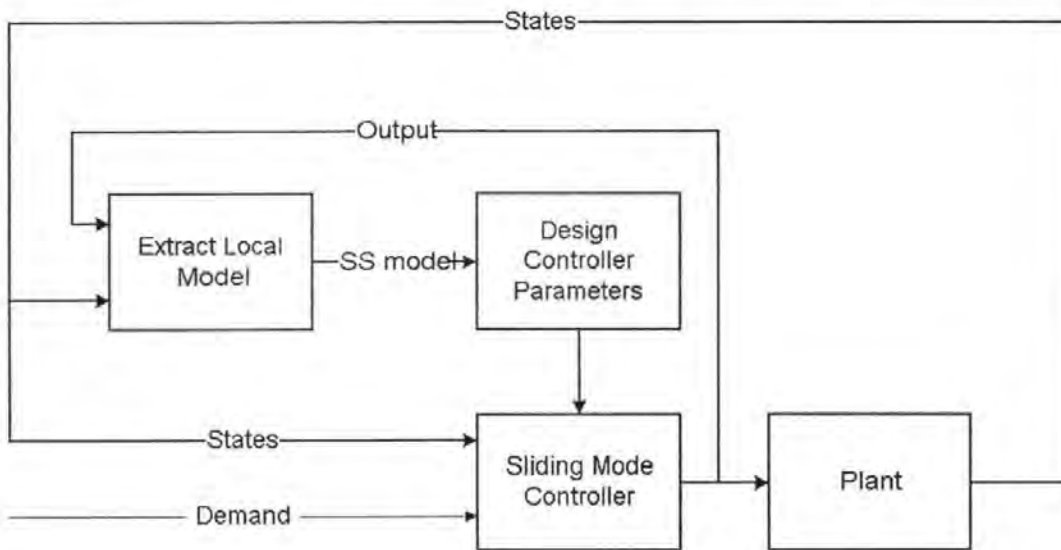 States
Output
Extract Local
Model
SS model
Design
Controller
Parameters
States
Sliding Mode
Controller
Plant
Demand